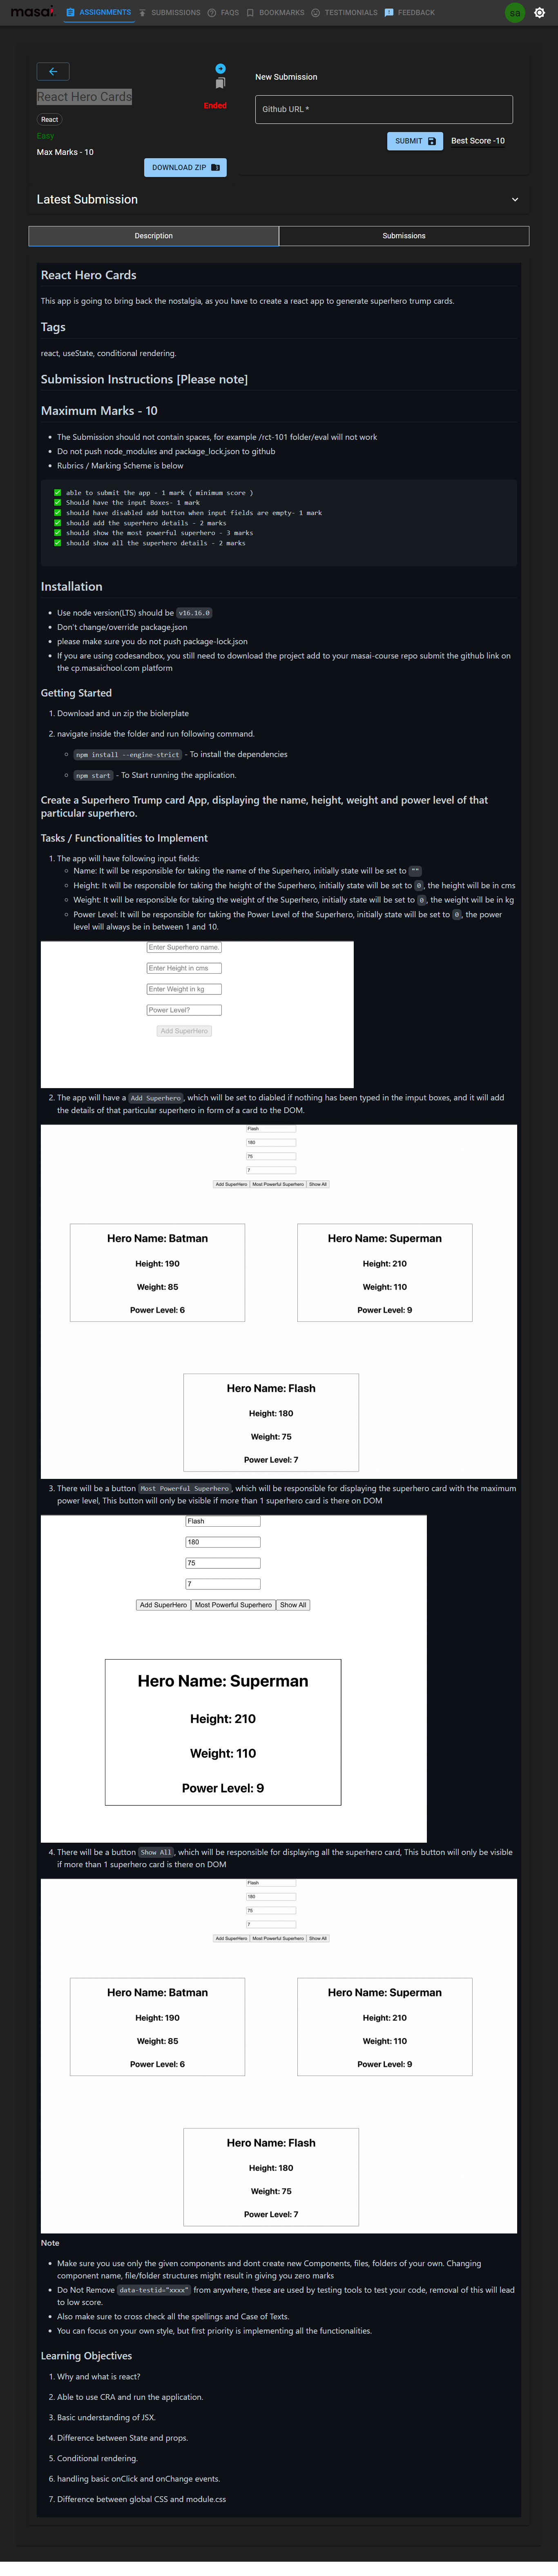 masai.
ASSIGNMENTS
SUBMISSIONS
FAQS
BOOKMARKS
TESTIMONIALS
FEEDBACK
sa
React Hero Cards
Ended
React
Easy
Max Marks - 10
DOWNLOAD ZIP
New Submission
Github URL *
SUBMIT
Best Score -10
Latest Submission
Description
Submissions
React Hero Cards
This app is going to bring back the nostalgia, as you have to create a react app to generate superhero trump cards.
Tags
react, useState, conditional rendering.
Submission Instructions [Please note]
Maximum Marks - 10
The Submission should not contain spaces, for example /rct-101 folder/eval will not work
Do not push node_modules and package_lock.json to github
Rubrics / Marking Scheme is below
✅ able to submit the app - 1 mark ( minimum score )
✅ Should have the input Boxes- 1 mark
✅ should have disabled add button when input fields are empty- 1 mark
✅ should add the superhero details - 2 marks
✅ should show the most powerful superhero - 3 marks
✅ should show all the superhero details - 2 marks
Installation
Use node version(LTS) should be v16.16.0
Don't change/override package.json
please make sure you do not push package-lock.json
If you are using codesandbox, you still need to download the project add to your masai-course repo submit the github link on
the cp.masaichool.com platform
Getting Started
1. Download and un zip the biolerplate
2. navigate inside the folder and run following command.
npm install --engine-strict - To install the dependencies
npm start - To Start running the application.
Create a Superhero Trump card App, displaying the name, height, weight and power level of that
particular superhero.
Tasks / Functionalities to Implement
1. The app will have following input fields:
Name: It will be responsible for taking the name of the Superhero, initially state will be set to ""
Height: It will be responsible for taking the height of the Superhero, initially state will be set to 0, the height will be in cms
Weight: It will be responsible for taking the weight of the Superhero, initially state will be set to 0, the weight will be in kg
Power Level: It will be responsible for taking the Power Level of the Superhero, initially state will be set to 0, the power
level will always be in between 1 and 10.
Enter Superhero name
Enter Height in cms
Enter Weight in kg
Power Level?
Add SuperHero
2. The app will have a Add Superhero, which will be set to diabled if nothing has been typed in the imput boxes, and it will add
the details of that particular superhero in form of a card to the DOM.
Flash
180
75
7
Add SuperHero Most Powerful Superhero Show All
Hero Name: Batman
Height: 190
Weight: 85
Power Level: 6
Hero Name: Superman
Height: 210
Weight: 110
Power Level: 9
Hero Name: Flash
Height: 180
Weight: 75
Power Level: 7
3. There will be a button Most Powerful Superhero, which will be responsible for displaying the superhero card with the maximum
power level, This button will only be visible if more than 1 superhero card is there on DOM
Flash
180
75
7
Add SuperHero Most Powerful Superhero Show All
Hero Name: Superman
Height: 210
Weight: 110
Power Level: 9
4. There will be a button Show All, which will be responsible for displaying all the superhero card, This button will only be visible
if more than 1 superhero card is there on DOM
Flash
180
75
7
Add SuperHero Most Powerful Superhero Show All
Hero Name: Batman
Height: 190
Weight: 85
Power Level: 6
Hero Name: Superman
Height: 210
Weight: 110
Power Level: 9
Hero Name: Flash
Height: 180
Weight: 75
Power Level: 7
Note
Make sure you use only the given components and dont create new Components, files, folders of your own. Changing
component name, file/folder structures might result in giving you zero marks
Do Not Remove data-testid="xxxx" from anywhere, these are used by testing tools to test your code, removal of this will lead
to low score.
Also make sure to cross check all the spellings and Case of Texts.
You can focus on your own style, but first priority is implementing all the functionalities.
Learning Objectives
1. Why and what is react?
2. Able to use CRA and run the application.
3. Basic understanding of JSX.
4. Difference between State and props.
5. Conditional rendering.
6. handling basic onClick and onChange events.
7. Difference between global CSS and module.css